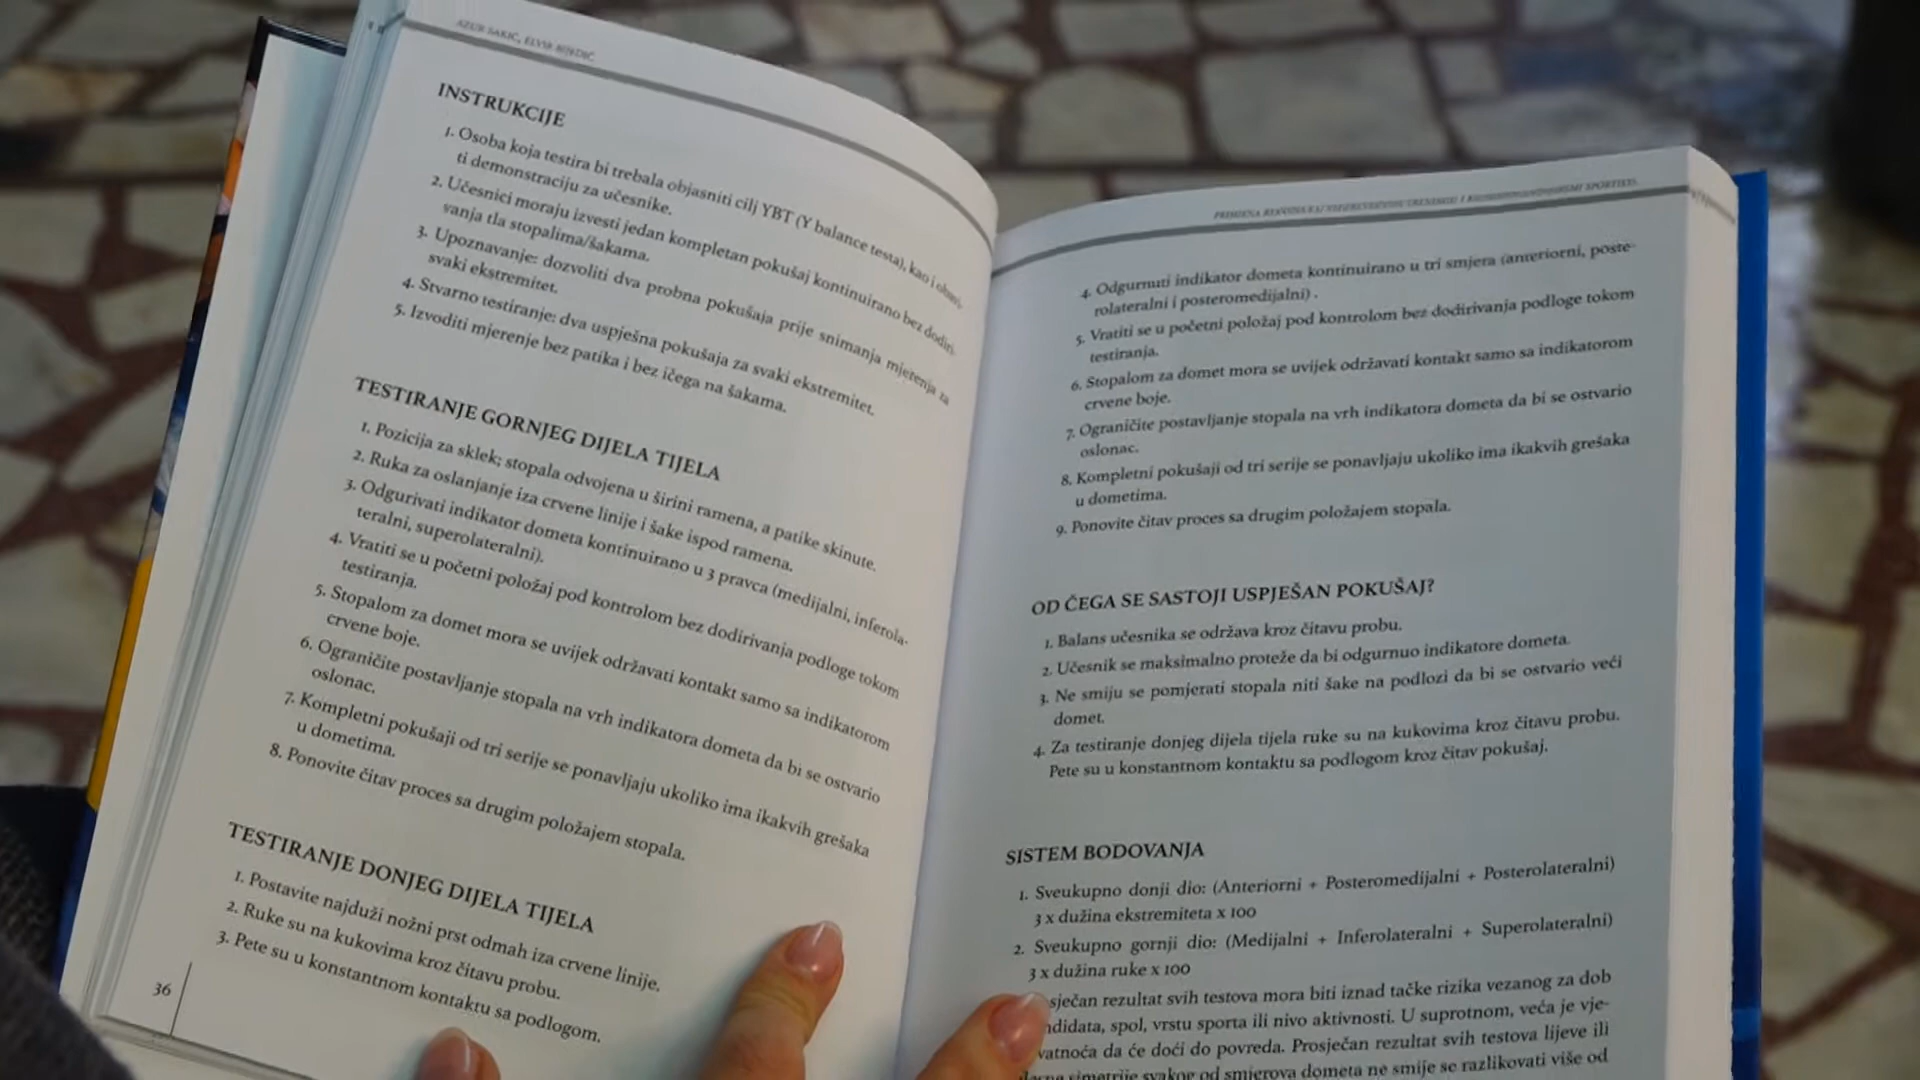 AZUR SAKIĆ, ELVIR BIJEDIĆ
INSTRUKCIJE
1. Osoba koja testira bi trebala objasniti cilj YBT (Y balance testa), kao i
ti demonstraciju za učesnike.
2. Učesnici moraju izvesti jedan kompletan pokušaj kontinuirano bez dodiri-
vanja tla stopalima/šakama.
3. Upoznavanje: dozvoliti dva probna pokušaja prije snimanja mjerenja za
svaki ekstremitet.
4. Stvarno testiranje: dva uspješna pokušaja za svaki ekstremitet.
5. Izvoditi mjerenje bez patika i bez ičega na šakama.
TESTIRANJE GORNJEG DIJELA TIJELA
1. Pozicija za sklek; stopala odvojena u širini ramena, a patike skinute.
2. Ruka za oslanjanje iza crvene linije i šake ispod ramena.
3. Odgurivati indikator dometa kontinuirano u 3 pravca (medijalni, inferola-
teralni, superolateralni).
4. Vratiti se u početni položaj pod kontrolom bez dodirivanja podloge tokom
testiranja.
5. Stopalom za domet mora se uvijek održavati kontakt samo sa indikatorom
crvene boje.
6. Ograničite postavljanje stopala na vrh indikatora dometa da bi se ostvario
oslonac.
7. Kompletni pokušaji od tri serije se ponavljaju ukoliko ima ikakvih grešaka
u dometima.
8. Ponovite čitav proces sa drugim položajem stopala.
TESTIRANJE DONJEG DIJELA TIJELA
1. Postavite najduži nožni prst odmah iza crvene linije.
2. Ruke su na kukovima kroz čitavu probu.
3. Pete su u konstantnom kontaktu sa podlogom.
36
4. Odgurnuti indikator dometa kontinuirano u tri smjera (anteriorni, poste-
rolateralni i posteromedijalni) .
5. Vratiti se u početni položaj pod kontrolom bez dodirivanja podloge tokom
testiranja.
6. Stopalom za domet mora se uvijek održavati kontakt samo sa indikatorom
crvene boje.
7. Ograničite postavljanje stopala na vrh indikatora dometa da bi se ostvario
oslonac.
8. Kompletni pokušaji od tri serije se ponavljaju ukoliko ima ikakvih grešaka
u dometima.
9. Ponovite čitav proces sa drugim položajem stopala.
OD ČEGA SE SASTOJI USPJEŠAN POKUŠAJ?
1. Balans učesnika se održava kroz čitavu probu.
2. Učesnik se maksimalno proteže da bi odgurnuo indikatore dometa.
3. Ne smiju se pomjerati stopala niti šake na podlozi da bi se ostvario veći
domet.
4. Za testiranje donjeg dijela tijela ruke su na kukovima kroz čitavu probu.
Pete su u konstantnom kontaktu sa podlogom kroz čitav pokušaj.
SISTEM BODOVANJA
1. Sveukupno donji dio: (Anteriorni + Posteromedijalni + Posterolateralni)
3 x dužina ekstremiteta x 100
2. Sveukupno gornji dio: (Medijalni + Inferolateralni + Superolateralni)
3 x dužina ruke x 100
sječan rezultat svih testova mora biti iznad tačke rizika vezanog za dob
ndidata, spol, vrstu sporta ili nivo aktivnosti. U suprotnom, veća je vje-
vatnoća da će doći do povreda. Prosječan rezultat svih testova lijeve ili
simetrije svakog od smjerova dometa ne smije se razlikovati više od